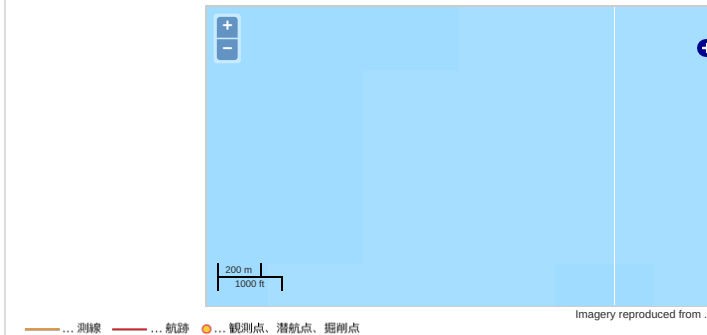 +
−
200 m
1000 ft
Imagery reproduced from .
... 測線 ... 航跡 ... 観測点、潜航点、掘削点